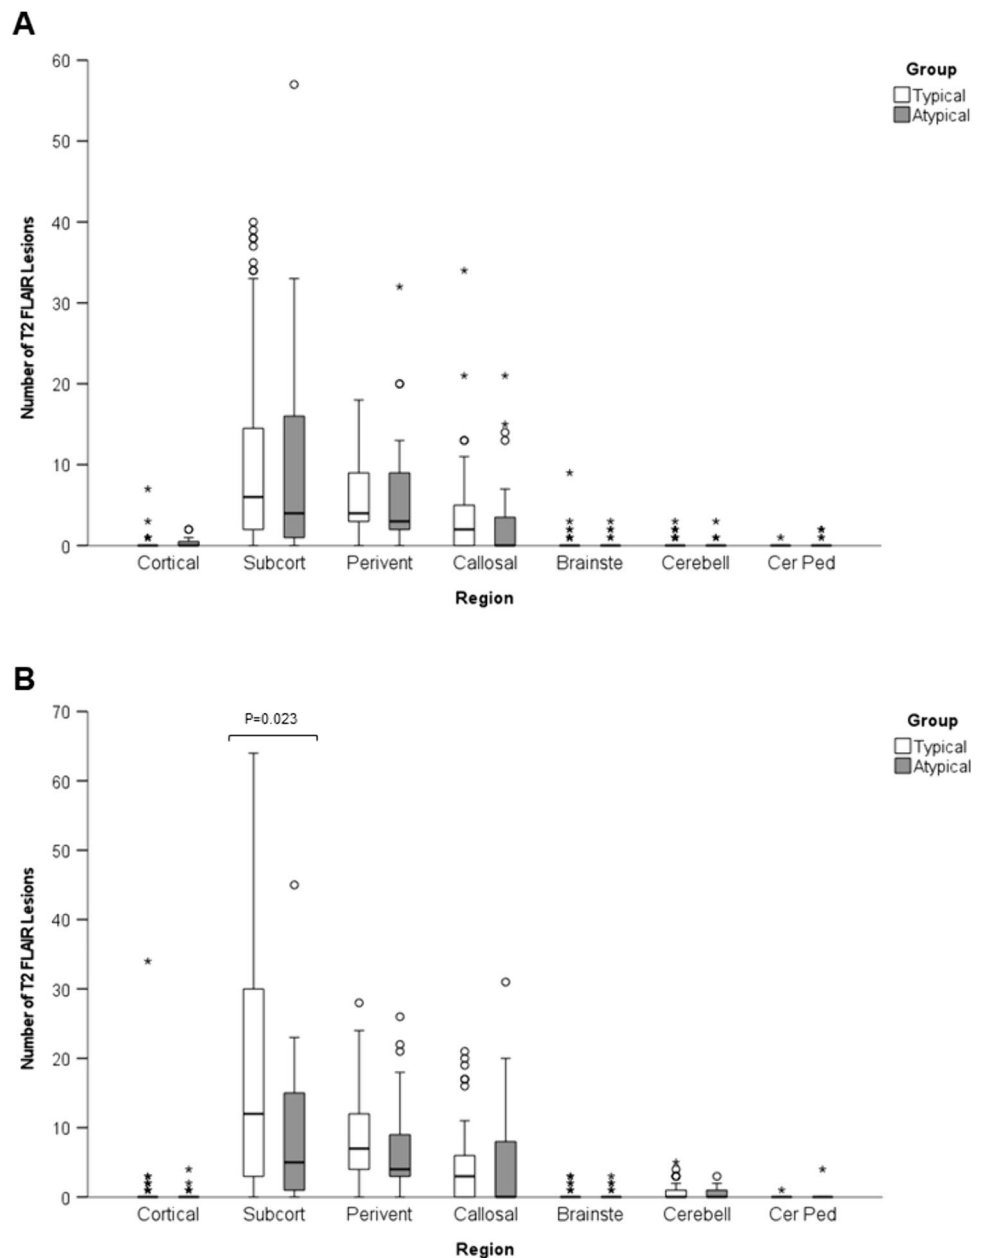 A
60
Group
Typical
Atypical
50
40
30
20
10
0
Number of T2 FLAIR Lesions
Cortical Subcort Perivent Callosal Brainste Cerebell Cer Ped
Region
B
70
P=0.023
Group
Typical
Atypical
60
50
40
30
20
10
0
Number of T2 FLAIR Lesions
Cortical Subcort Perivent Callosal Brainste Cerebell Cer Ped
Region